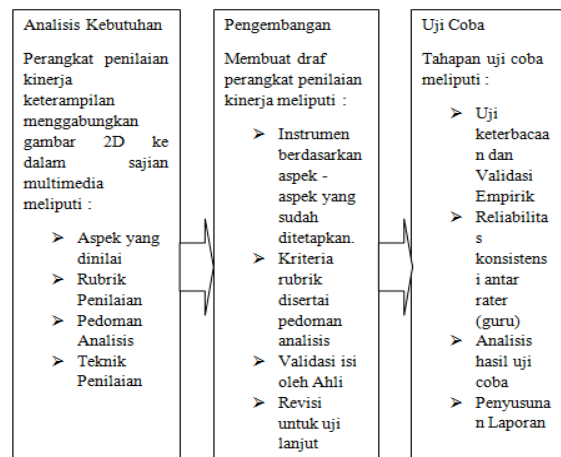 Analisis Kebutuhan
Perangkat penilaian
kinerja
keterampilan
menggabungkan
gambar 2D ke
dalam sajian
multimedia
meliputi :
➢ Aspek yang
dinilai
➢ Rubrik
Penilaian
➢ Pedoman
Analisis
➢ Teknik
Penilaian
Pengembangan
Membuat draf
perangkat penilaian
kinerja meliputi :
➢ Instrumen
berdasarkan
aspek -
aspek yang
sudah
ditetapkan.
➢ Kriteria
rubrik
disertai
pedoman
analisis
➢ Validasi isi
oleh Ahli
➢ Revisi
untuk uji
lanjut
Uji Coba
Tahapan uji coba
meliputi :
➢ Uji
keterbacaa
n dan
Validasi
Empirik
➢ Reliabilita
s
konsistens
i antar
rater
(guru)
➢ Analisis
hasil uji
coba
➢ Penyusuna
n Laporan